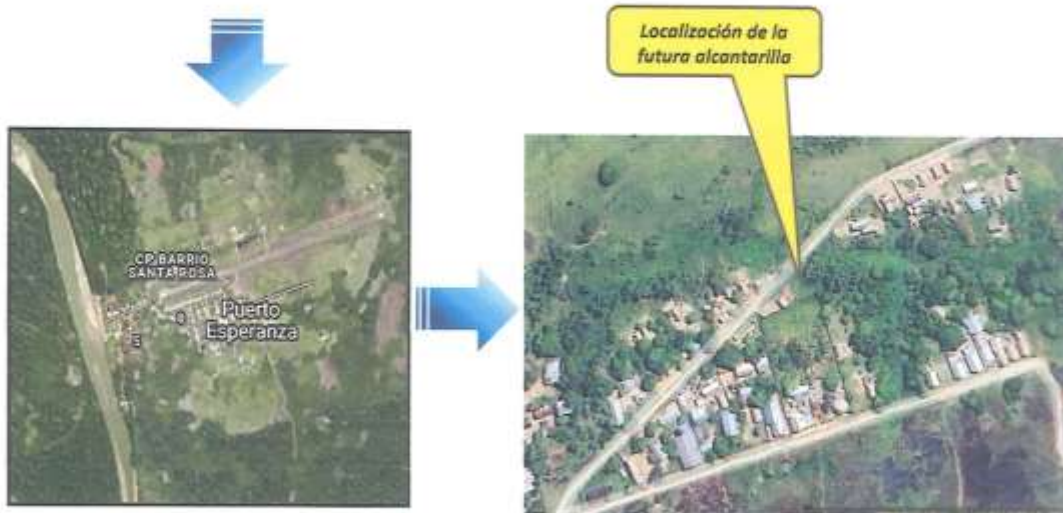 Localización de la
futura alcantarilla
CP. BARRIO
SANTA ROSA
Puerto
Esperanza